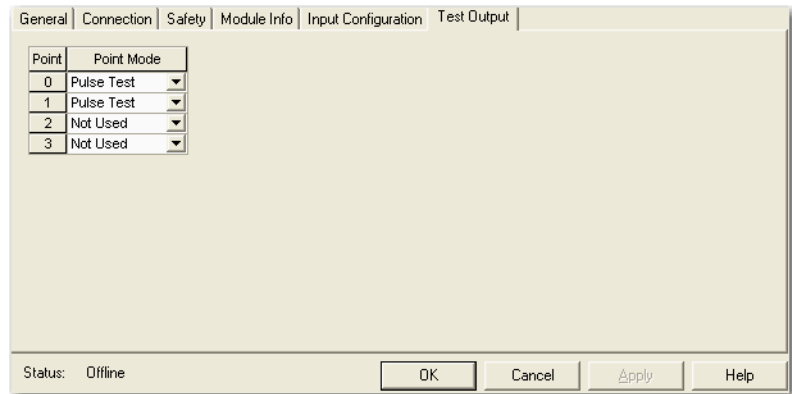 General Connection Safety Module Info Input Configuration Test Output
Point Point Mode
0 Pulse Test
1 Pulse Test
2 Not Used
3 Not Used
Status: Offline OK Cancel Apply Help